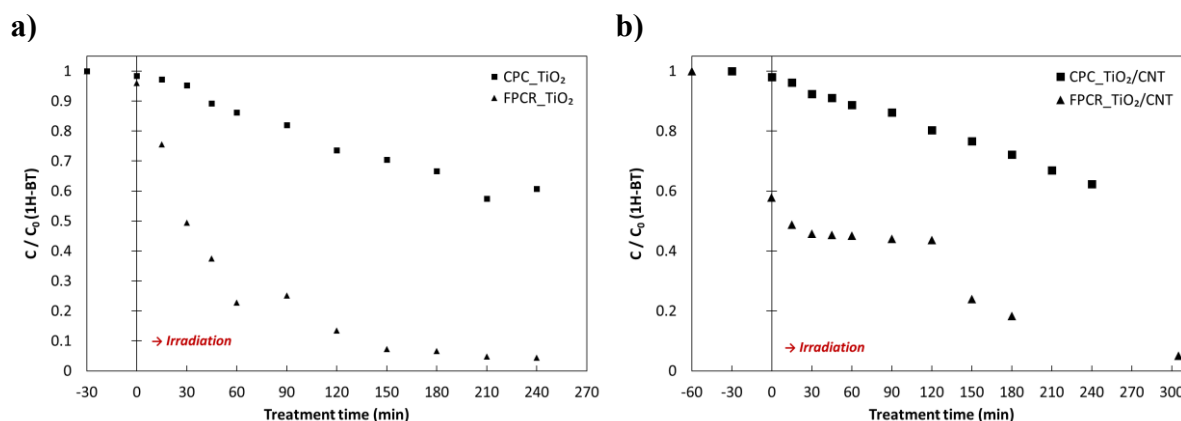 a)
CPC_TiO₂
FPCR_TiO₂
C / C₀ (1H-BT)
1
0.9
0.8
0.7
0.6
0.5
0.4
0.3
0.2
0.1
0
→ Irradiation
-30 0 30 60 90 120 150 180 210 240 270
Treatment time (min)
b)
CPC_TiO₂/CNT
FPCR_TiO₂/CNT
C / C₀ (1H-BT)
1
0.8
0.6
0.4
0.2
0
→ Irradiation
-60 -30 0 30 60 90 120 150 180 210 240 270 300
Treatment time (min)